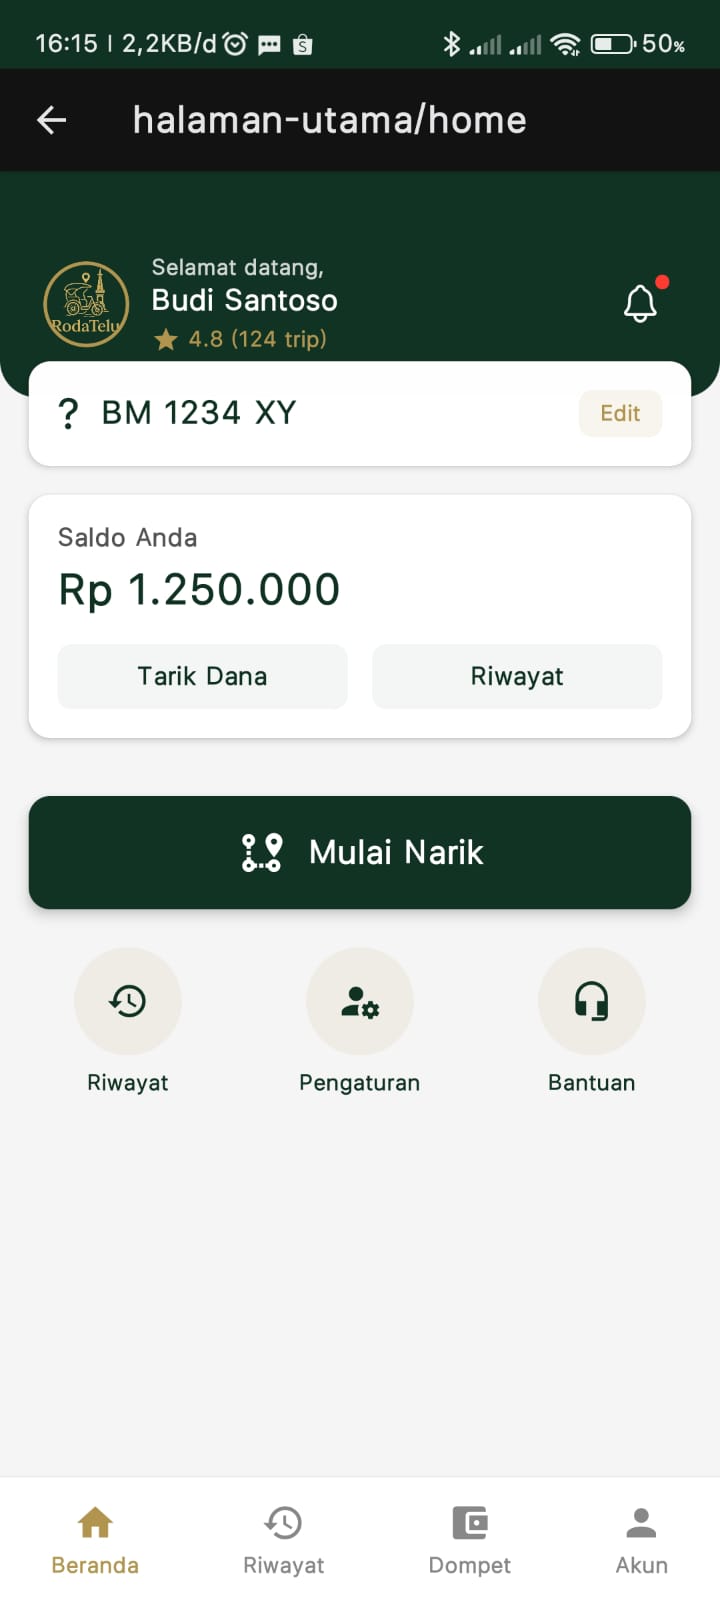 16:15 | 2,2KB/d
50%
halaman-utama/home
RodaTelu
Selamat datang,
Budi Santoso
4.8 (124 trip)
? BM 1234 XY
Edit
Saldo Anda
Rp 1.250.000
Tarik Dana
Riwayat
Mulai Narik
Riwayat
Pengaturan
Bantuan
Beranda
Riwayat
Dompet
Akun